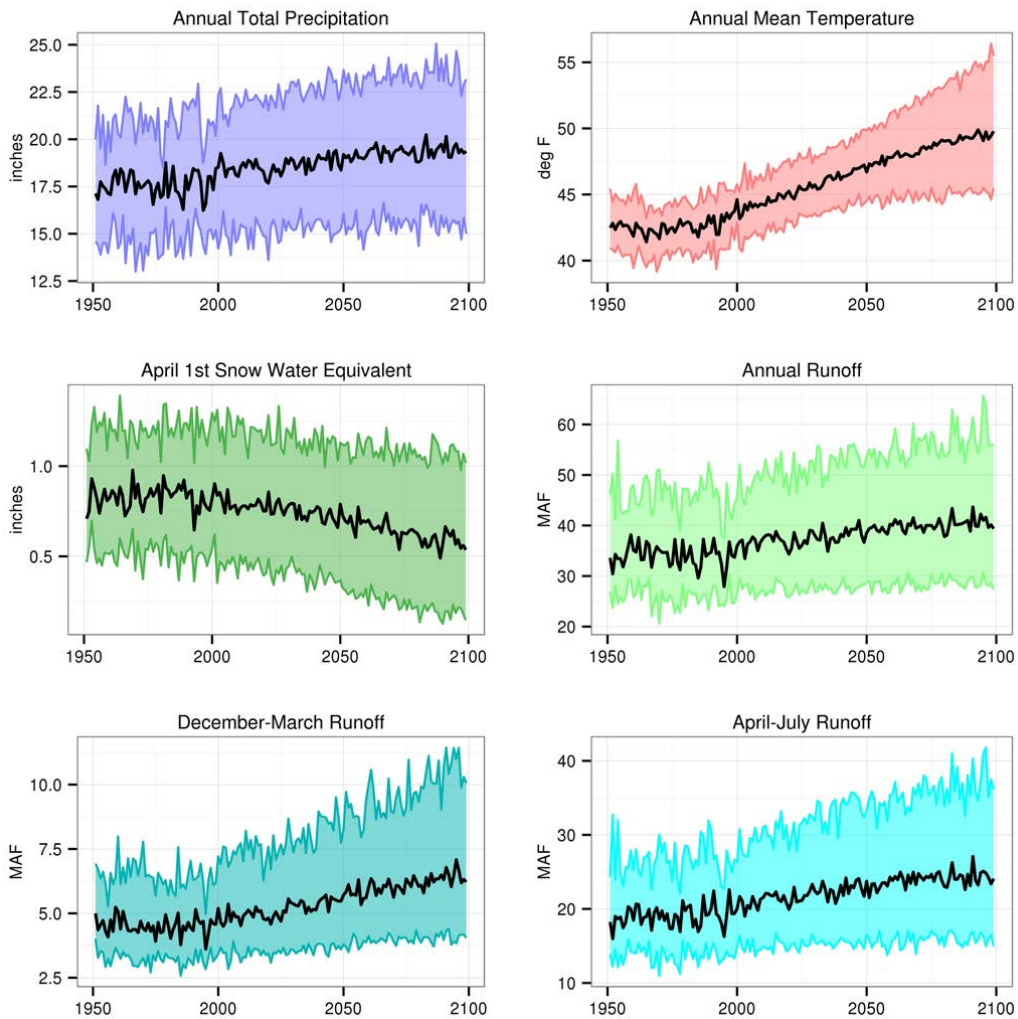 Annual Total Precipitation
inches
25.0
22.5
20.0
17.5
15.0
12.5
1950 2000 2050 2100
Annual Mean Temperature
deg F
55
50
45
40
1950 2000 2050 2100
April 1st Snow Water Equivalent
inches
1.0
0.5
1950 2000 2050 2100
Annual Runoff
MAF
60
50
40
30
20
1950 2000 2050 2100
December-March Runoff
MAF
10.0
7.5
5.0
2.5
1950 2000 2050 2100
April-July Runoff
MAF
40
30
20
10
1950 2000 2050 2100